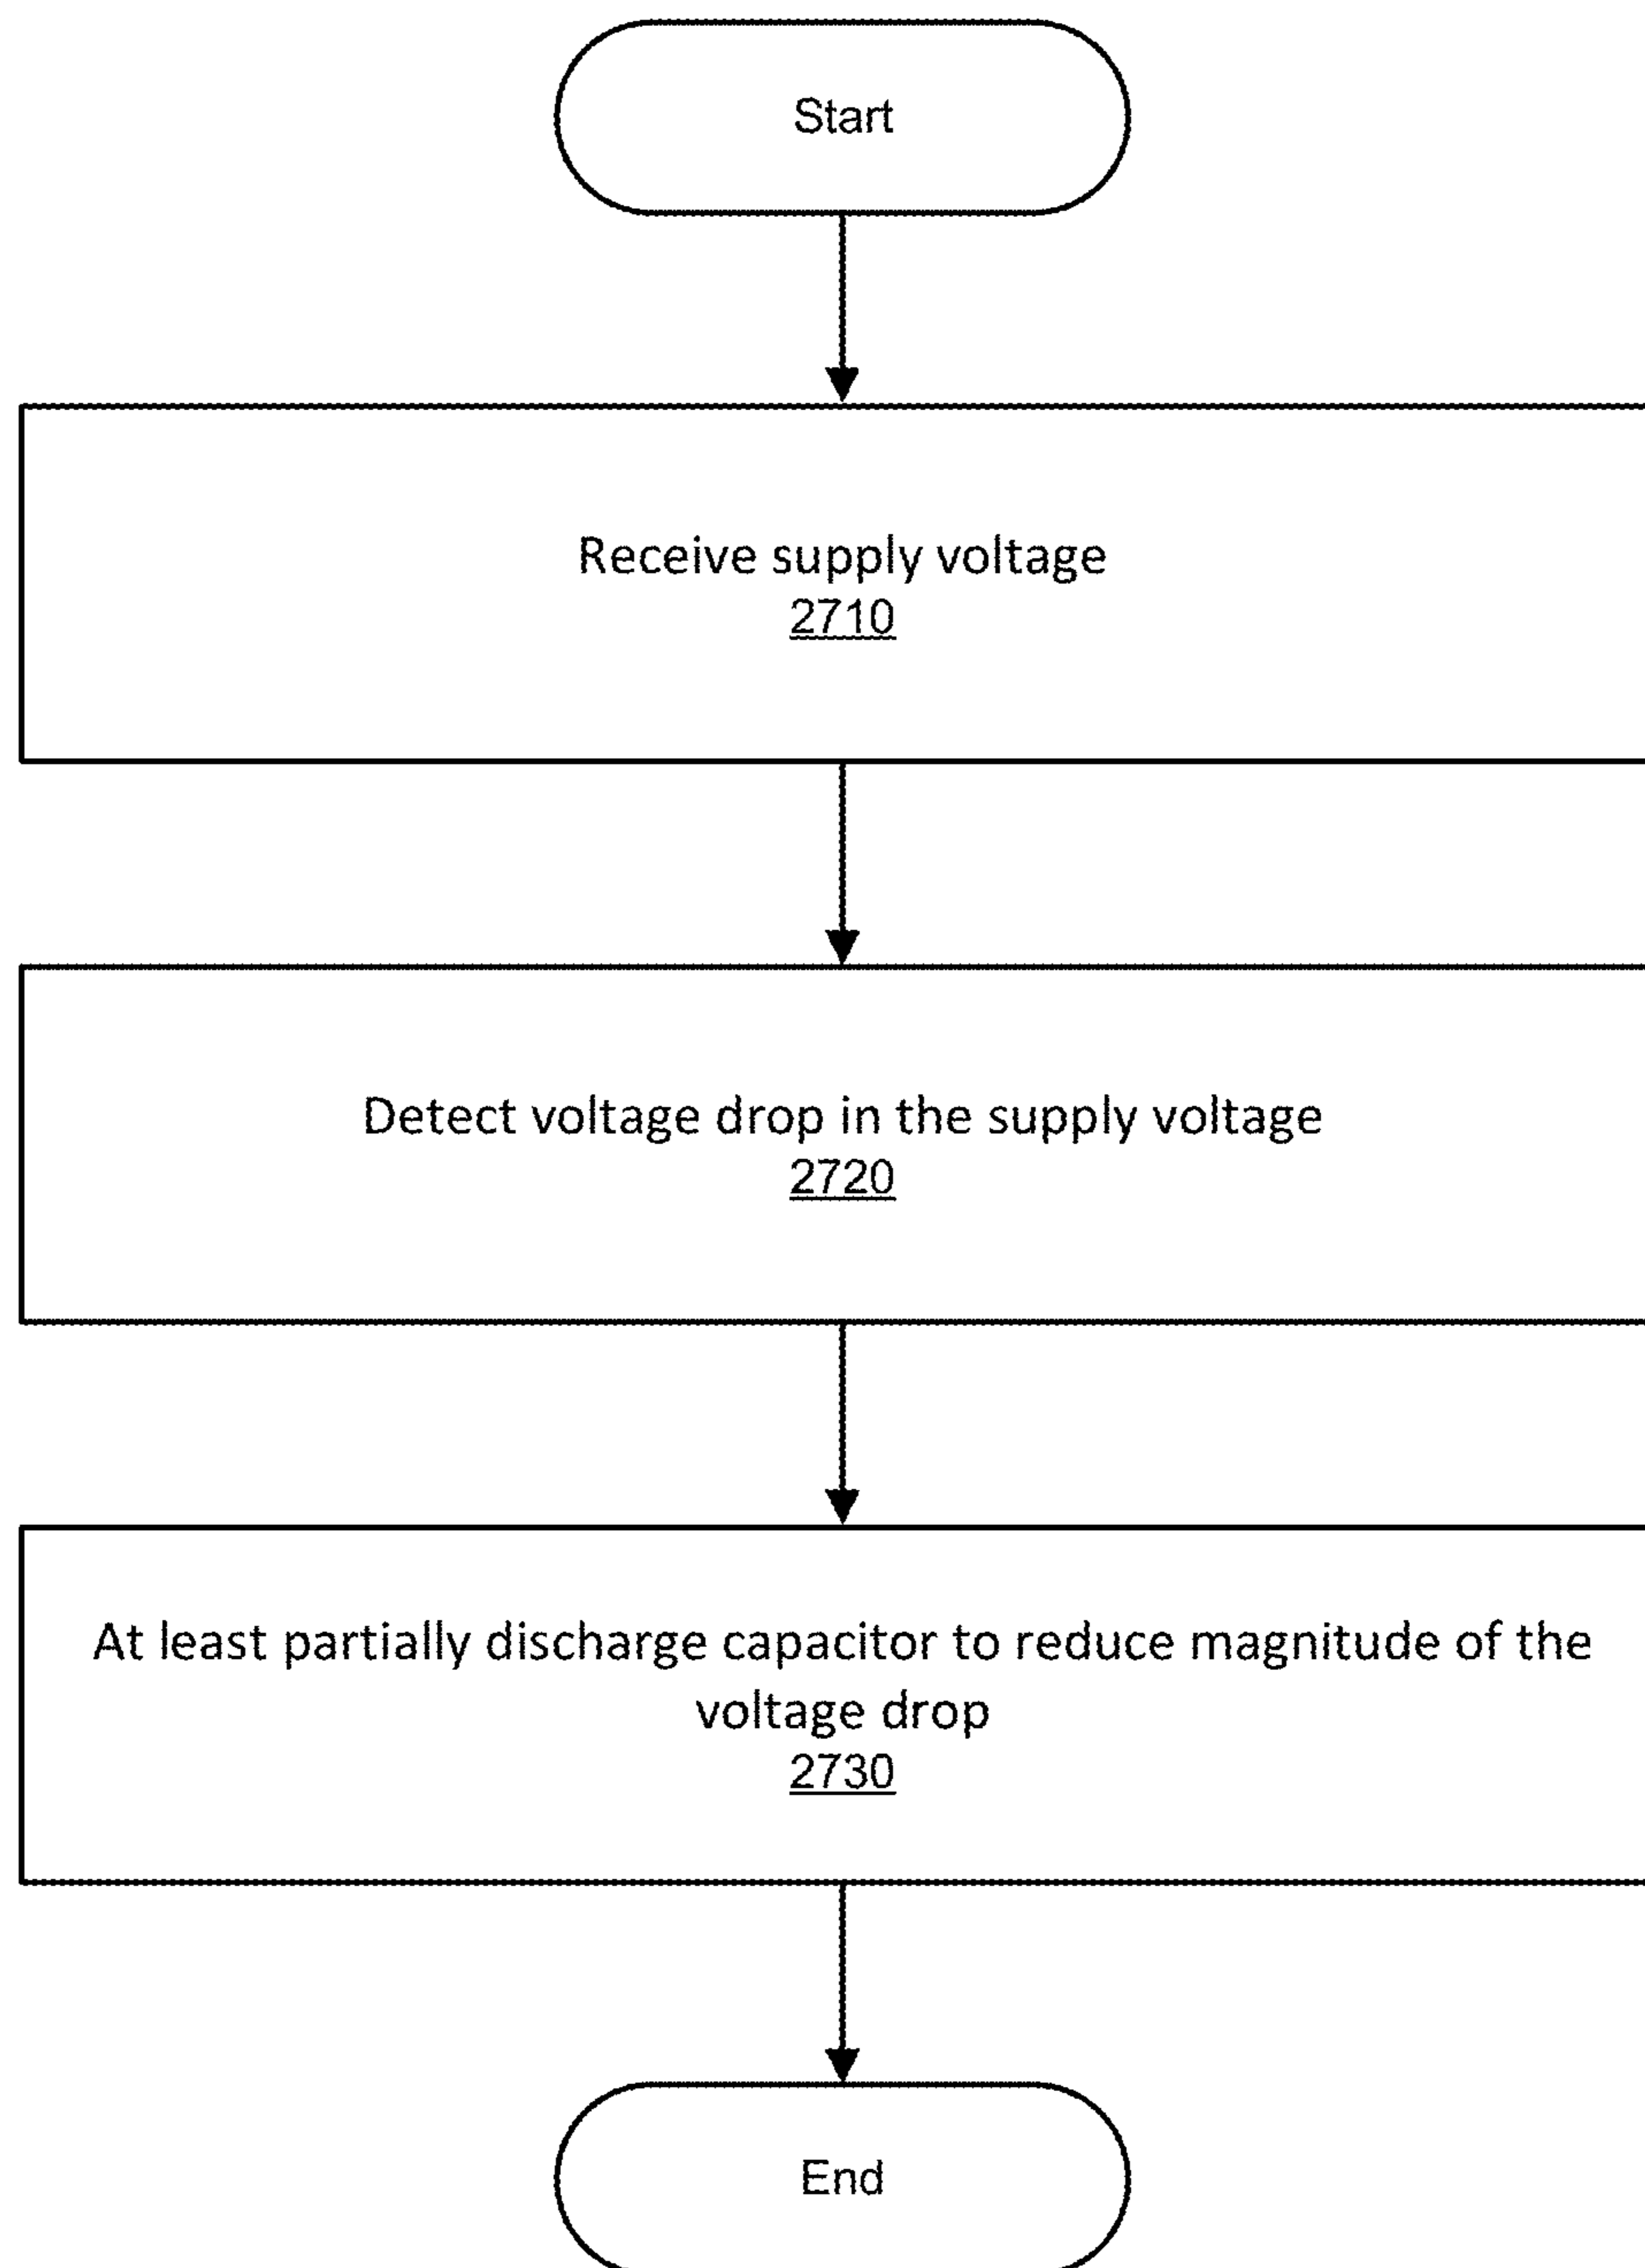 Start
Receive supply voltage
2710
Detect voltage drop in the supply voltage
2720
At least partially discharge capacitor to reduce magnitude of the
voltage drop
2730
End